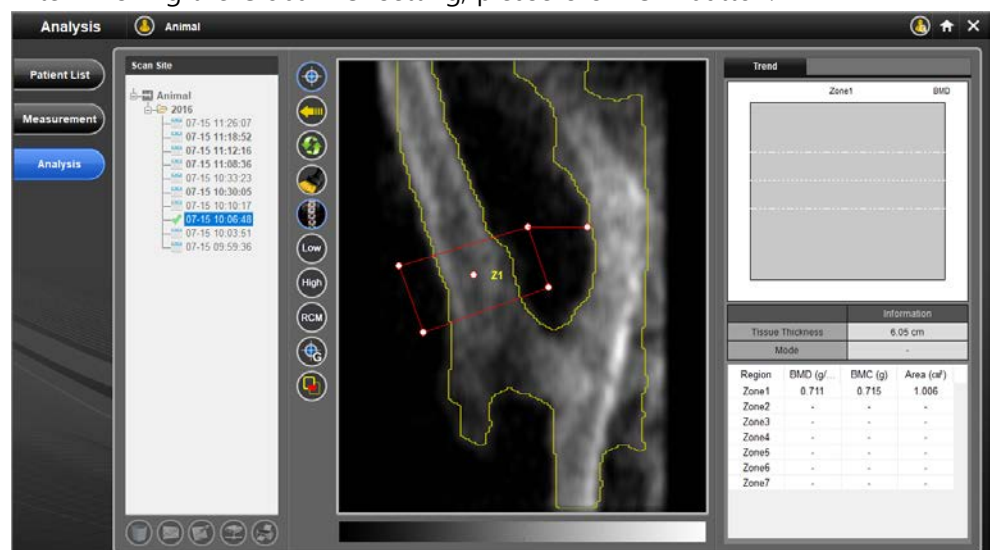 Analysis
Animal
Patient List
Measurement
Analysis
Scan Site
Animal
2016
07-15 11:26:07
07-15 11:18:52
07-15 11:12:16
07-15 11:08:36
07-15 10:33:23
07-15 10:30:05
07-15 10:10:17
07-15 10:06:48
07-15 10:03:51
07-15 09:59:36
Low
High
RCM
G
Z1
Trend
Zone1 BMD
Information
Tissue Thickness 6.05 cm
Mode -
Region BMD (g/... BMC (g) Area (㎠)
Zone1 0.711 0.715 1.006
Zone2 - - -
Zone3 - - -
Zone4 - - -
Zone5 - - -
Zone6 - - -
Zone7 - - -